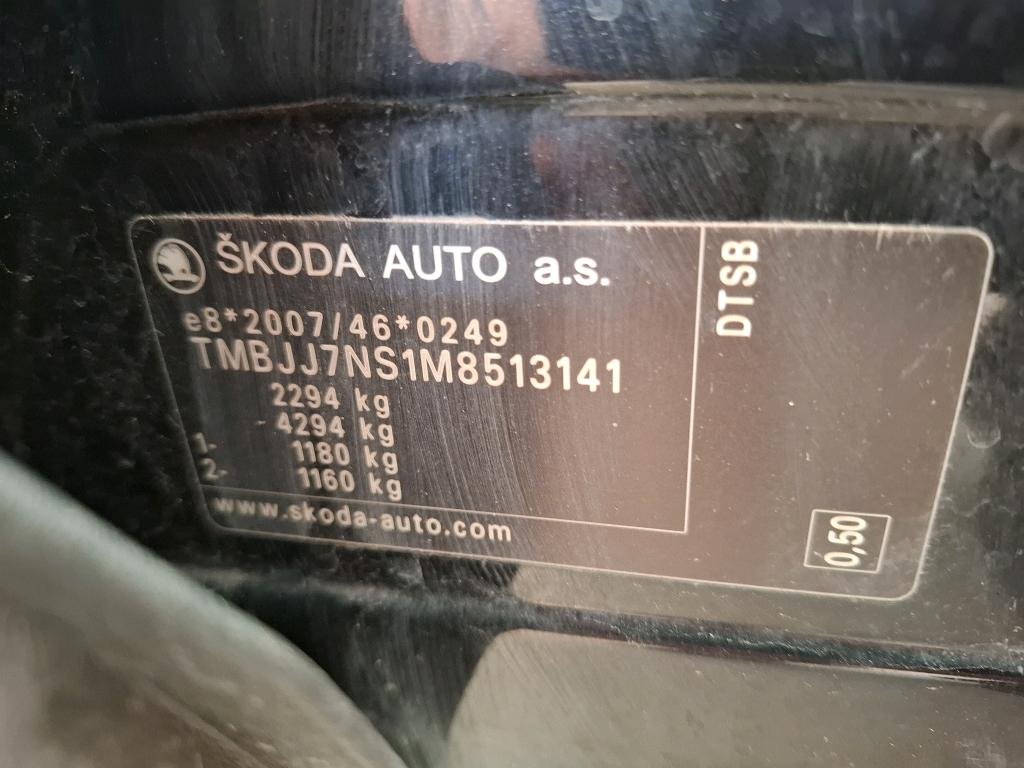 ŠKODA AUTO a.s.
e8*2007/46*0249
TMBJJ7NS1M8513141
2294 kg
4294 kg
1- 1180 kg
2- 1160 kg
www.skoda-auto.com
DTSB
0,50